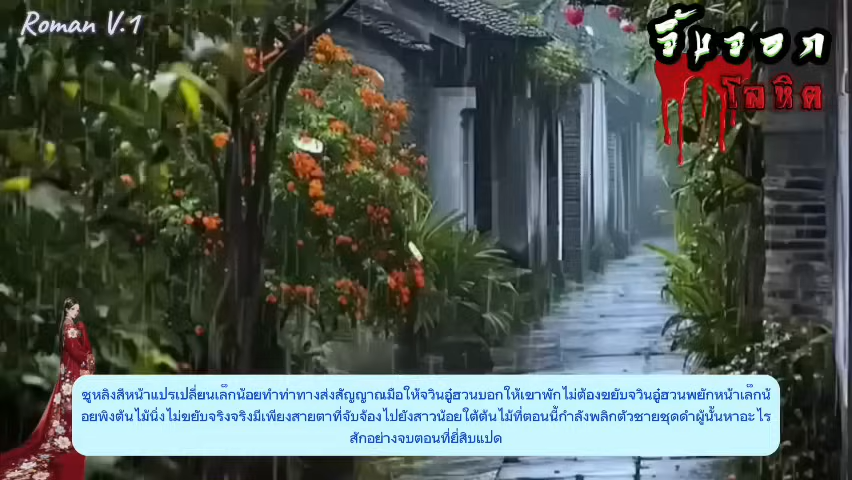 Roman V.1
จิ้นจอก
โลหิต
ซูหลิงสีหน้าแปรเปลี่ยนเล็กน้อยทำท่าทางส่งสัญญาณมือให้จวินอู๋ฮวนบอกให้เขาพักไม่ต้องขยับจวินอู๋ฮวนพยักหน้าเล็กน้
อยพิงต้นไม้นิ่งไม่ขยับจริงจริงมีเพียงสายตาที่จับจ้องไปยังสาวน้อยใต้ต้นไม้ที่ตอนนี้กำลังพลิกตัวชายชุดดำผู้นั้นหาอะไร
สักอย่างจบตอนที่ยี่สิบแปด